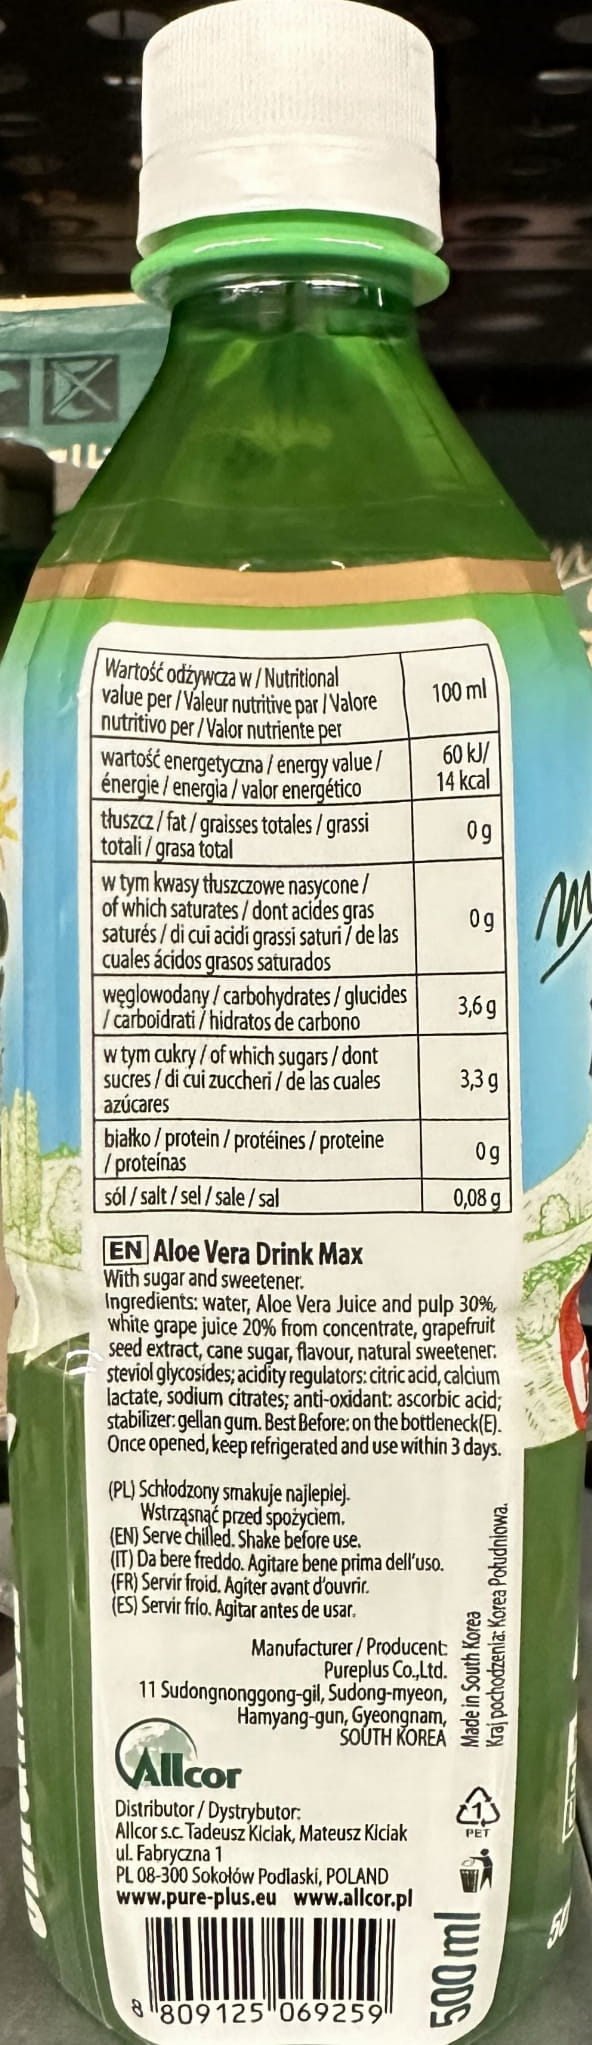 Wartość odżywcza w / Nutritional
value per / Valeur nutritive par / Valore
nutritivo per / Valor nutriente per
100 ml
wartość energetyczna / energy value /
énergie / energia / valor energético
60 kJ/
14 kcal
tłuszcz / fat / graisses totales / grassi
totali / grasa total
0 g
w tym kwasy tłuszczowe nasycone /
of which saturates / dont acides gras
saturés / di cui acidi grassi saturi / de las
cuales ácidos grasos saturados
0 g
węglowodany / carbohydrates / glucides
/ carboidrati / hidratos de carbono
3,6 g
w tym cukry / of which sugars / dont
sucres / di cui zuccheri / de las cuales
azúcares
3,3 g
białko / protein / protéines / proteine
/ proteínas
0 g
sól / salt / sel / sale / sal
0,08 g
EN Aloe Vera Drink Max
With sugar and sweetener.
Ingredients: water, Aloe Vera Juice and pulp 30%,
white grape juice 20% from concentrate, grapefruit
seed extract, cane sugar, flavour, natural sweetener:
steviol glycosides; acidity regulators: citric acid, calcium
lactate, sodium citrates; anti-oxidant: ascorbic acid;
stabilizer: gellan gum. Best Before: on the bottleneck(E).
Once opened, keep refrigerated and use within 3 days.
(PL) Schłodzony smakuje najlepiej.
Wstrząsnąć przed spożyciem.
(EN) Serve chilled. Shake before use.
(IT) Da bere freddo. Agitare bene prima dell'uso.
(FR) Servir froid. Agiter avant d'ouvrir.
(ES) Servir frío. Agitar antes de usar.
Manufacturer / Producent:
Pureplus Co.,Ltd.
11 Sudongnonggong-gil, Sudong-myeon,
Hamyang-gun, Gyeongnam,
SOUTH KOREA
Made in South Korea
Kraj pochodzenia: Korea Południowa.
Allcor
Distributor / Dystrybutor:
Allcor s.c. Tadeusz Kiciak, Mateusz Kiciak
ul. Fabryczna 1
PL 08-300 Sokołów Podlaski, POLAND
www.pure-plus.eu www.allcor.pl
1
PET
500 ml
8 809125 069259
50